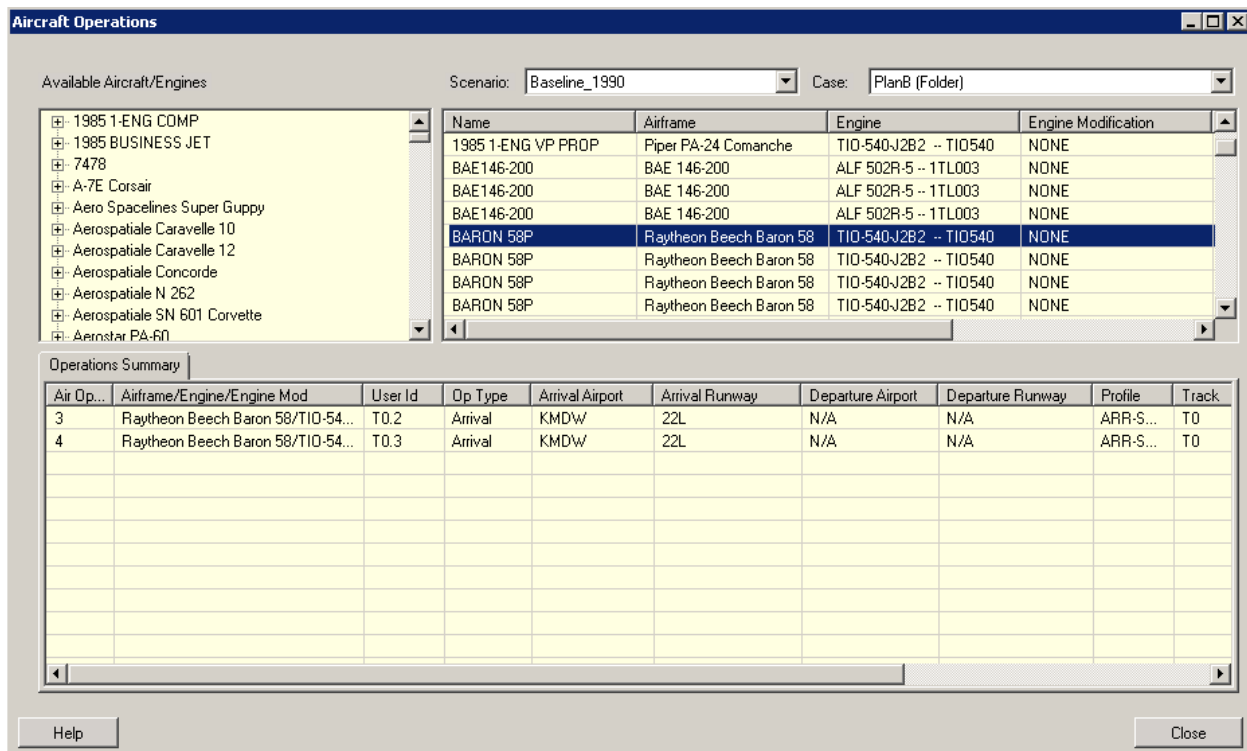 Aircraft Operations
Available Aircraft/Engines
Scenario: Baseline_1990 Case: PlanB (Folder)
1985 1-ENG COMP
1985 BUSINESS JET
7478
A-7E Corsair
Aero Spacelines Super Guppy
Aerospatiale Caravelle 10
Aerospatiale Caravelle 12
Aerospatiale Concorde
Aerospatiale N 262
Aerospatiale SN 601 Corvette
Aerostar PA-60
Name Airframe Engine Engine Modification
1985 1-ENG VP PROP Piper PA-24 Comanche TIO-540-J2B2 -- TIO540 NONE
BAE146-200 BAE 146-200 ALF 502R-5 -- 1TL003 NONE
BAE146-200 BAE 146-200 ALF 502R-5 -- 1TL003 NONE
BAE146-200 BAE 146-200 ALF 502R-5 -- 1TL003 NONE
BARON 58P Raytheon Beech Baron 58 TIO-540-J2B2 -- TIO540 NONE
BARON 58P Raytheon Beech Baron 58 TIO-540-J2B2 -- TIO540 NONE
BARON 58P Raytheon Beech Baron 58 TIO-540-J2B2 -- TIO540 NONE
BARON 58P Raytheon Beech Baron 58 TIO-540-J2B2 -- TIO540 NONE
Operations Summary
Air Op... Airframe/Engine/Engine Mod User Id Op Type Arrival Airport Arrival Runway Departure Airport Departure Runway Profile Track
3 Raytheon Beech Baron 58/TIO-54... T0.2 Arrival KMDW 22L N/A N/A ARR-S... T0
4 Raytheon Beech Baron 58/TIO-54... T0.3 Arrival KMDW 22L N/A N/A ARR-S... T0
Help Close